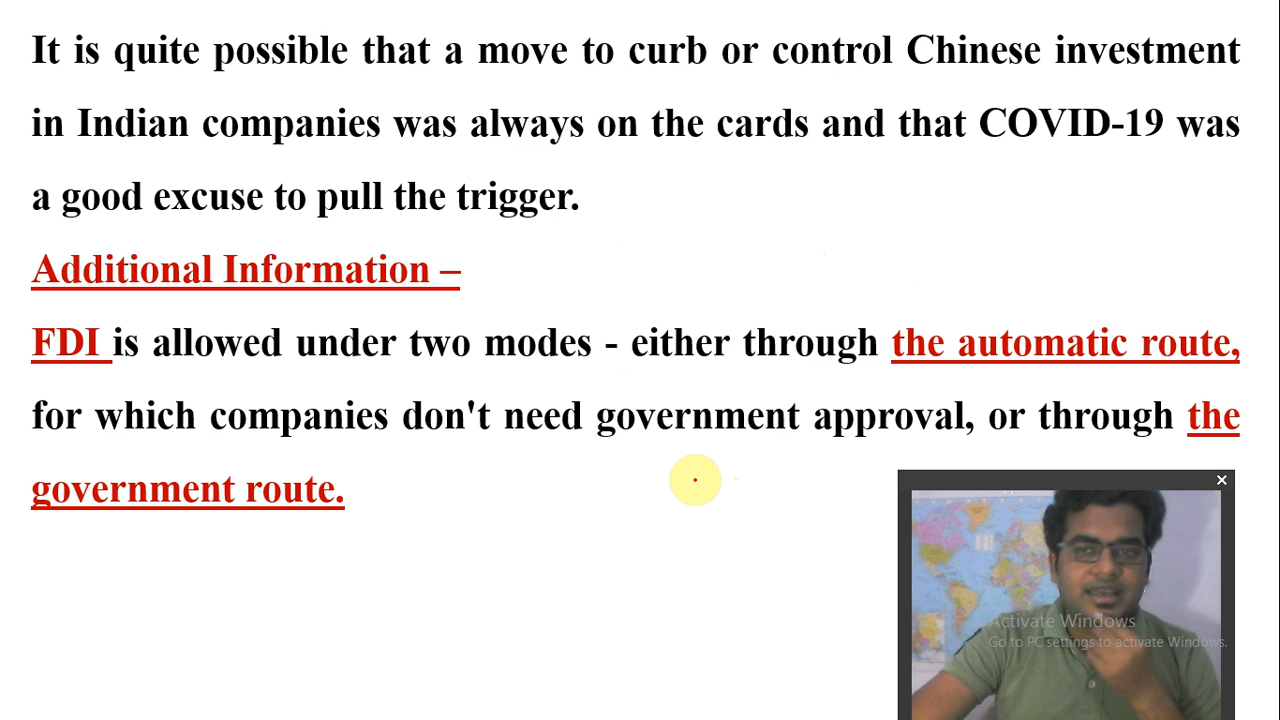 It is quite possible that a move to curb or control Chinese investment
in Indian companies was always on the cards and that COVID-19 was
a good excuse to pull the trigger.
Additional Information –
FDI is allowed under two modes - either through the automatic route,
for which companies don't need government approval, or through the
government route.
Activate Windows
Go to PC settings to activate Windows.